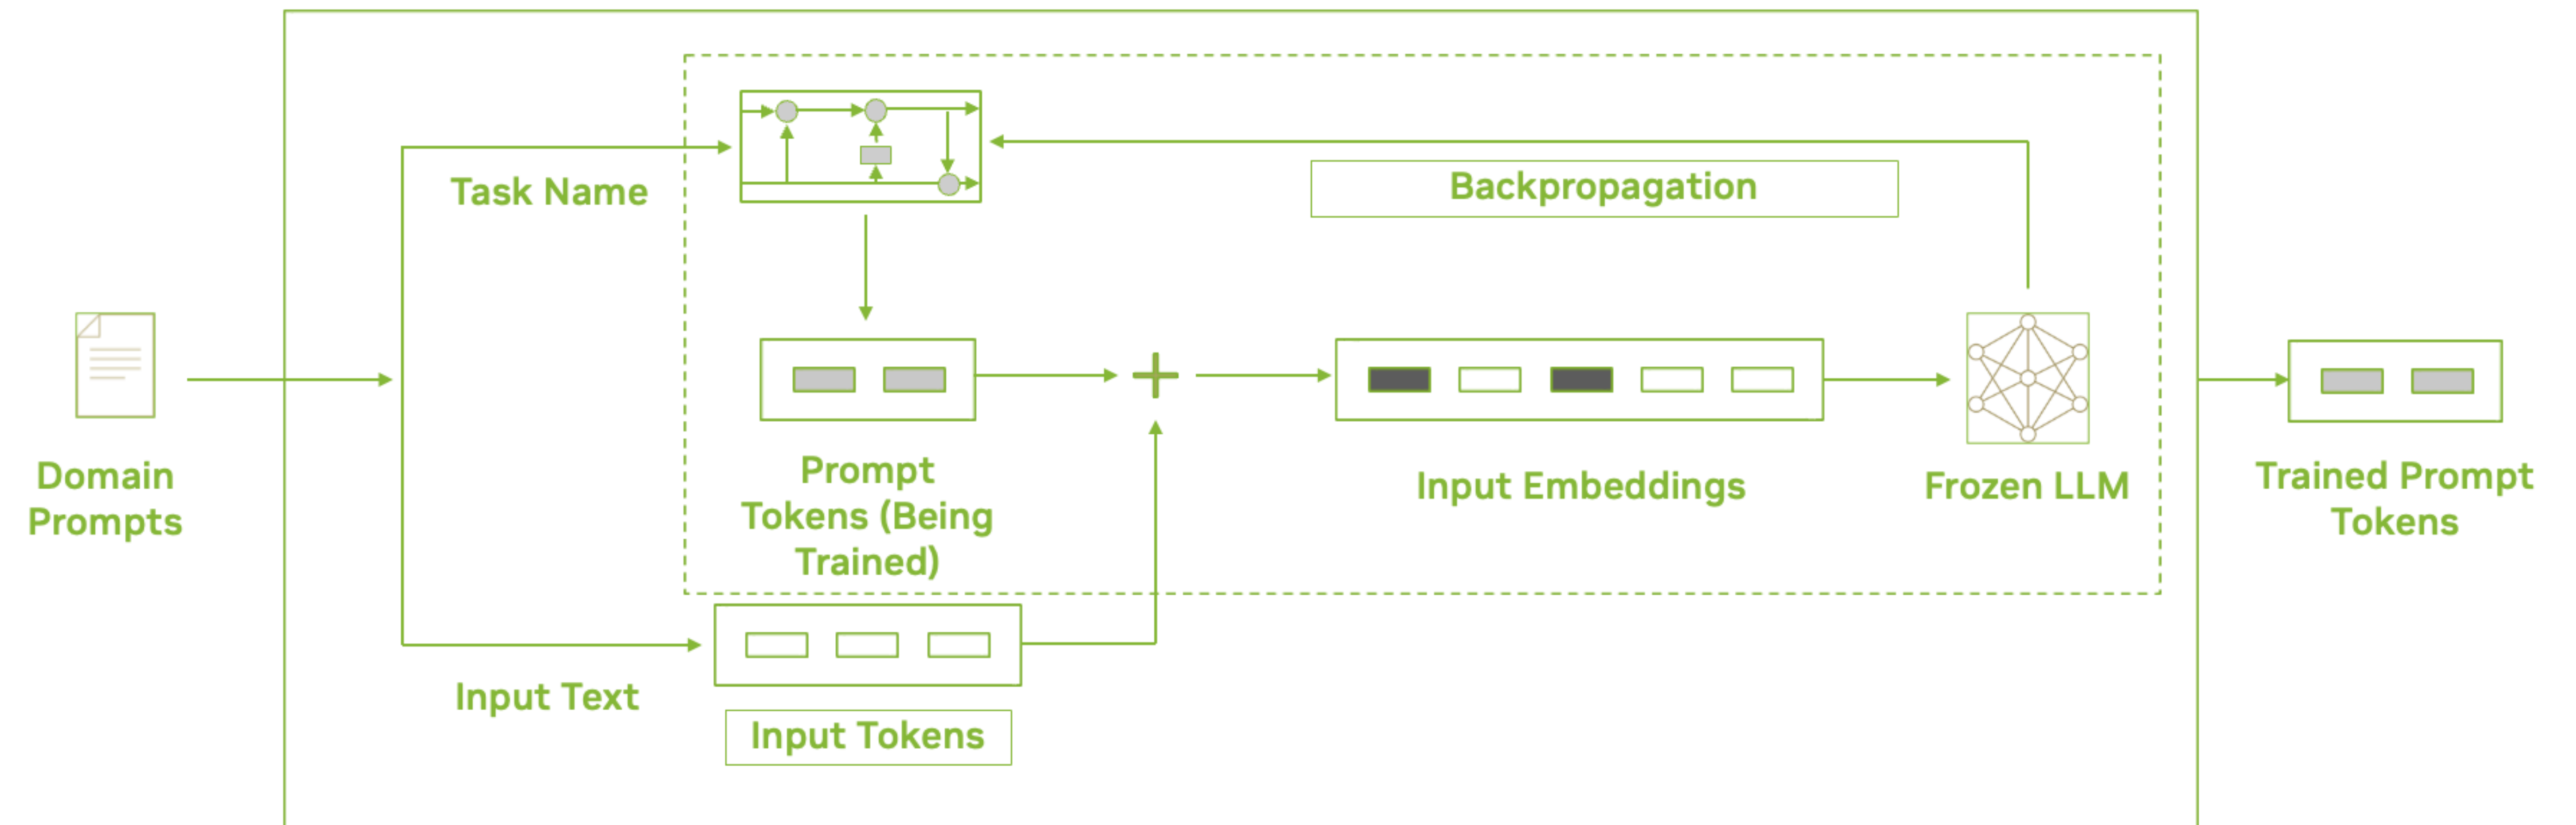 Task Name
Backpropagation
Domain
Prompts
Prompt
Tokens (Being
Trained)
Input Embeddings
Frozen LLM
Trained Prompt
Tokens
Input Text
Input Tokens